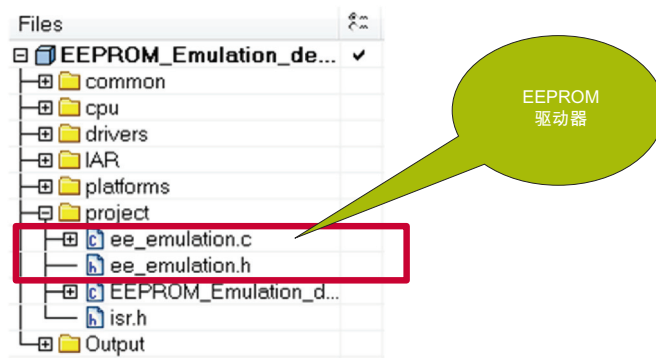 Files
EEPROM_Emulation_de...
common
cpu
drivers
IAR
platforms
project
ee_emulation.c
ee_emulation.h
EEPROM_Emulation_d...
isr.h
Output
EEPROM
驱动器